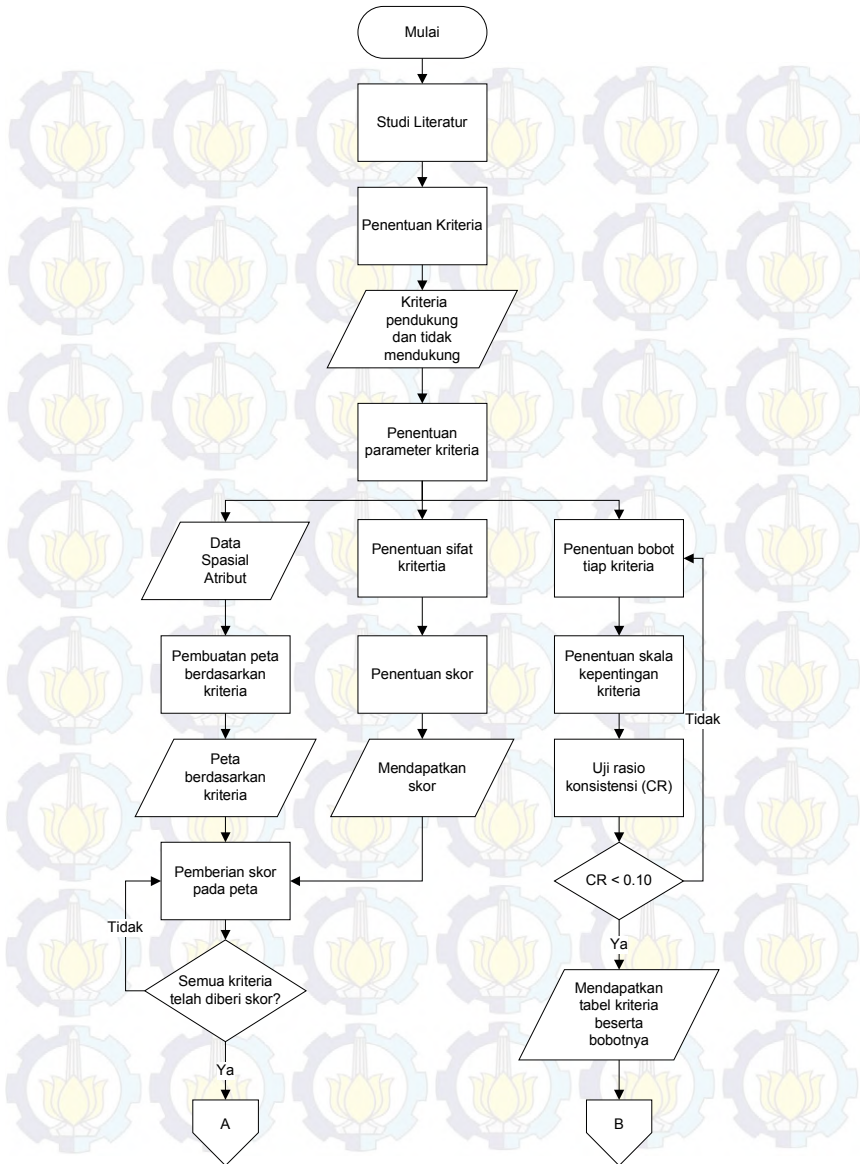 Mulai
Studi Literatur
Penentuan Kriteria
Kriteria
pendukung
dan tidak
mendukung
Penentuan
parameter kriteria
Data
Spasial
Atribut
Penentuan sifat
kritertia
Penentuan bobot
tiap kriteria
Pembuatan peta
berdasarkan
kriteria
Penentuan skor
Penentuan skala
kepentingan
kriteria
Tidak
Peta
berdasarkan
kriteria
Mendapatkan
skor
Uji rasio
konsistensi (CR)
Pemberian skor
pada peta
CR < 0.10
Tidak
Ya
Semua kriteria
telah diberi skor?
Mendapatkan
tabel kriteria
beserta
bobotnya
Ya
A
B